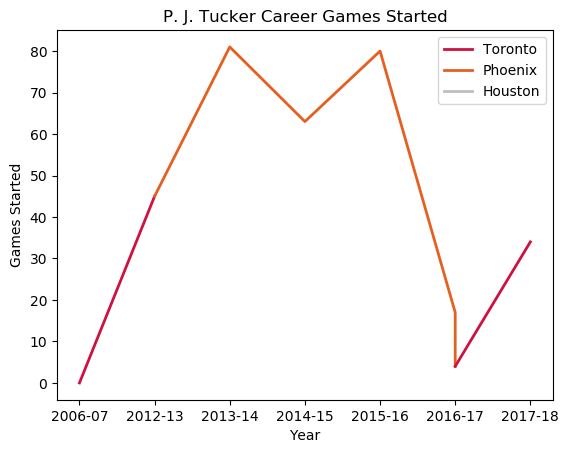 P. J. Tucker Career Games Started
Toronto
Phoenix
Houston
80
70
60
50
40
30
20
10
0
Games Started
2006-07 2012-13 2013-14 2014-15 2015-16 2016-17 2017-18
Year